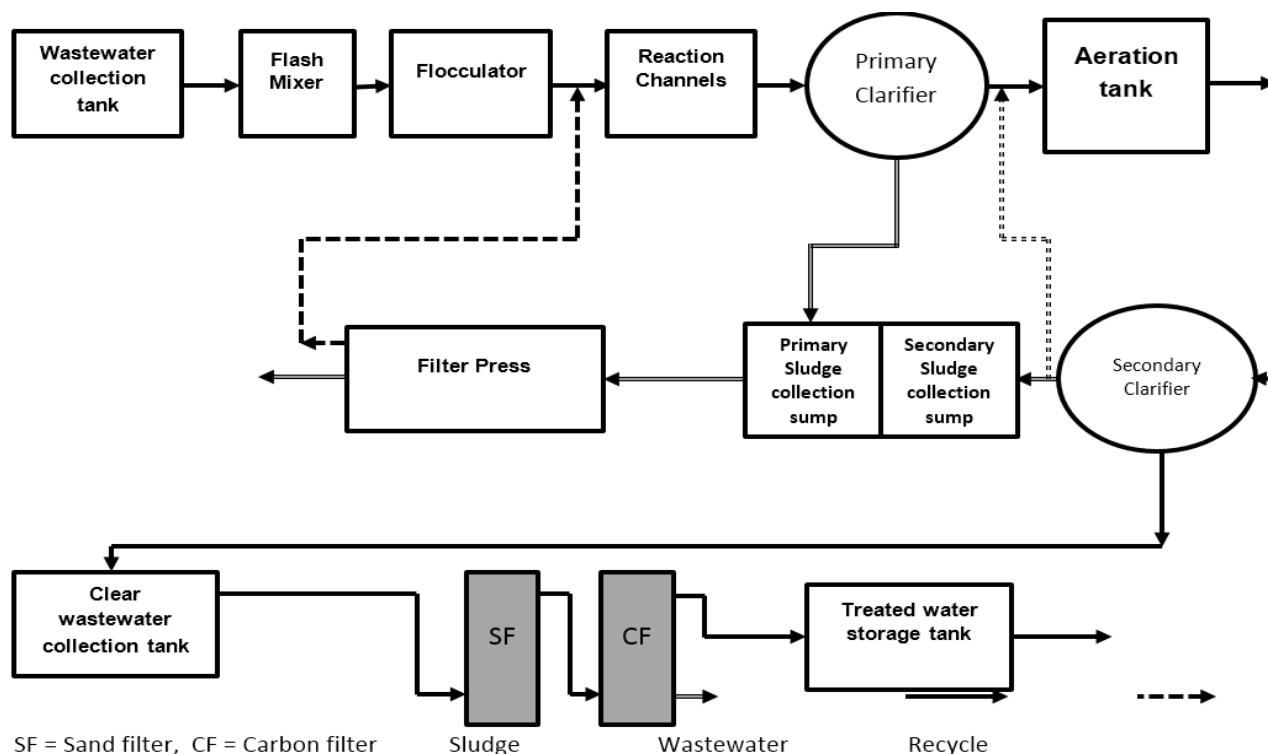 Wastewater
collection
tank
Flash
Mixer
Flocculator
Reaction
Channels
Primary
Clarifier
Aeration
tank
Filter Press
Primary
Sludge
collection
sump
Secondary
Sludge
collection
sump
Secondary
Clarifier
Clear
wastewater
collection tank
SF
CF
Treated water
storage tank
SF = Sand filter, CF = Carbon filter Sludge Wastewater Recycle